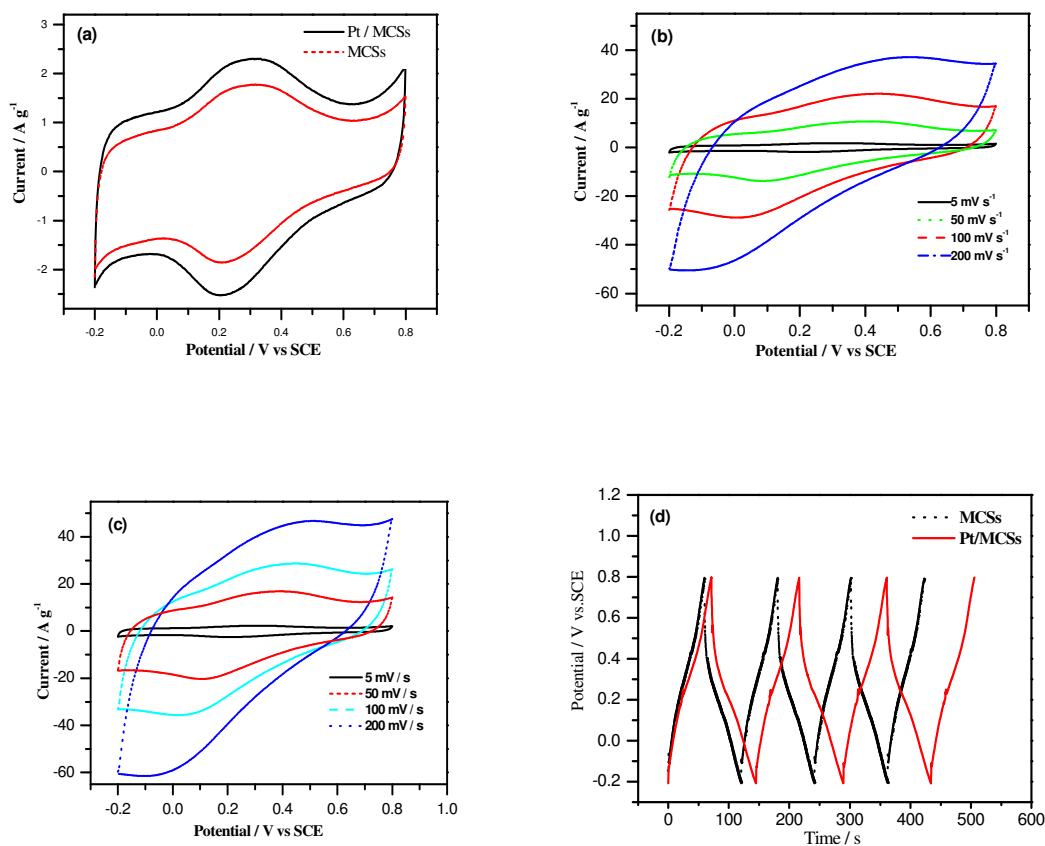 (a)
Pt / MCSs
MCSs
3
2
1
0
-1
-2
Current / A g-1
-0.2 0.0 0.2 0.4 0.6 0.8
Potential / V vs SCE
(b)
40
20
0
-20
-40
-60
Current / A g-1
5 mV s-1
50 mV s-1
100 mV s-1
200 mV s-1
-0.2 0.0 0.2 0.4 0.6 0.8
Potential / V vs SCE
(c)
40
20
0
-20
-40
-60
Current / A g-1
5 mV / s
50 mV / s
100 mV / s
200 mV / s
-0.2 0.0 0.2 0.4 0.6 0.8 1.0
Potential / V vs SCE
(d)
MCSs
Pt/MCSs
1.2
1.0
0.8
0.6
0.4
0.2
0.0
-0.2
Potential / V vs.SCE
0 100 200 300 400 500 600
Time / s